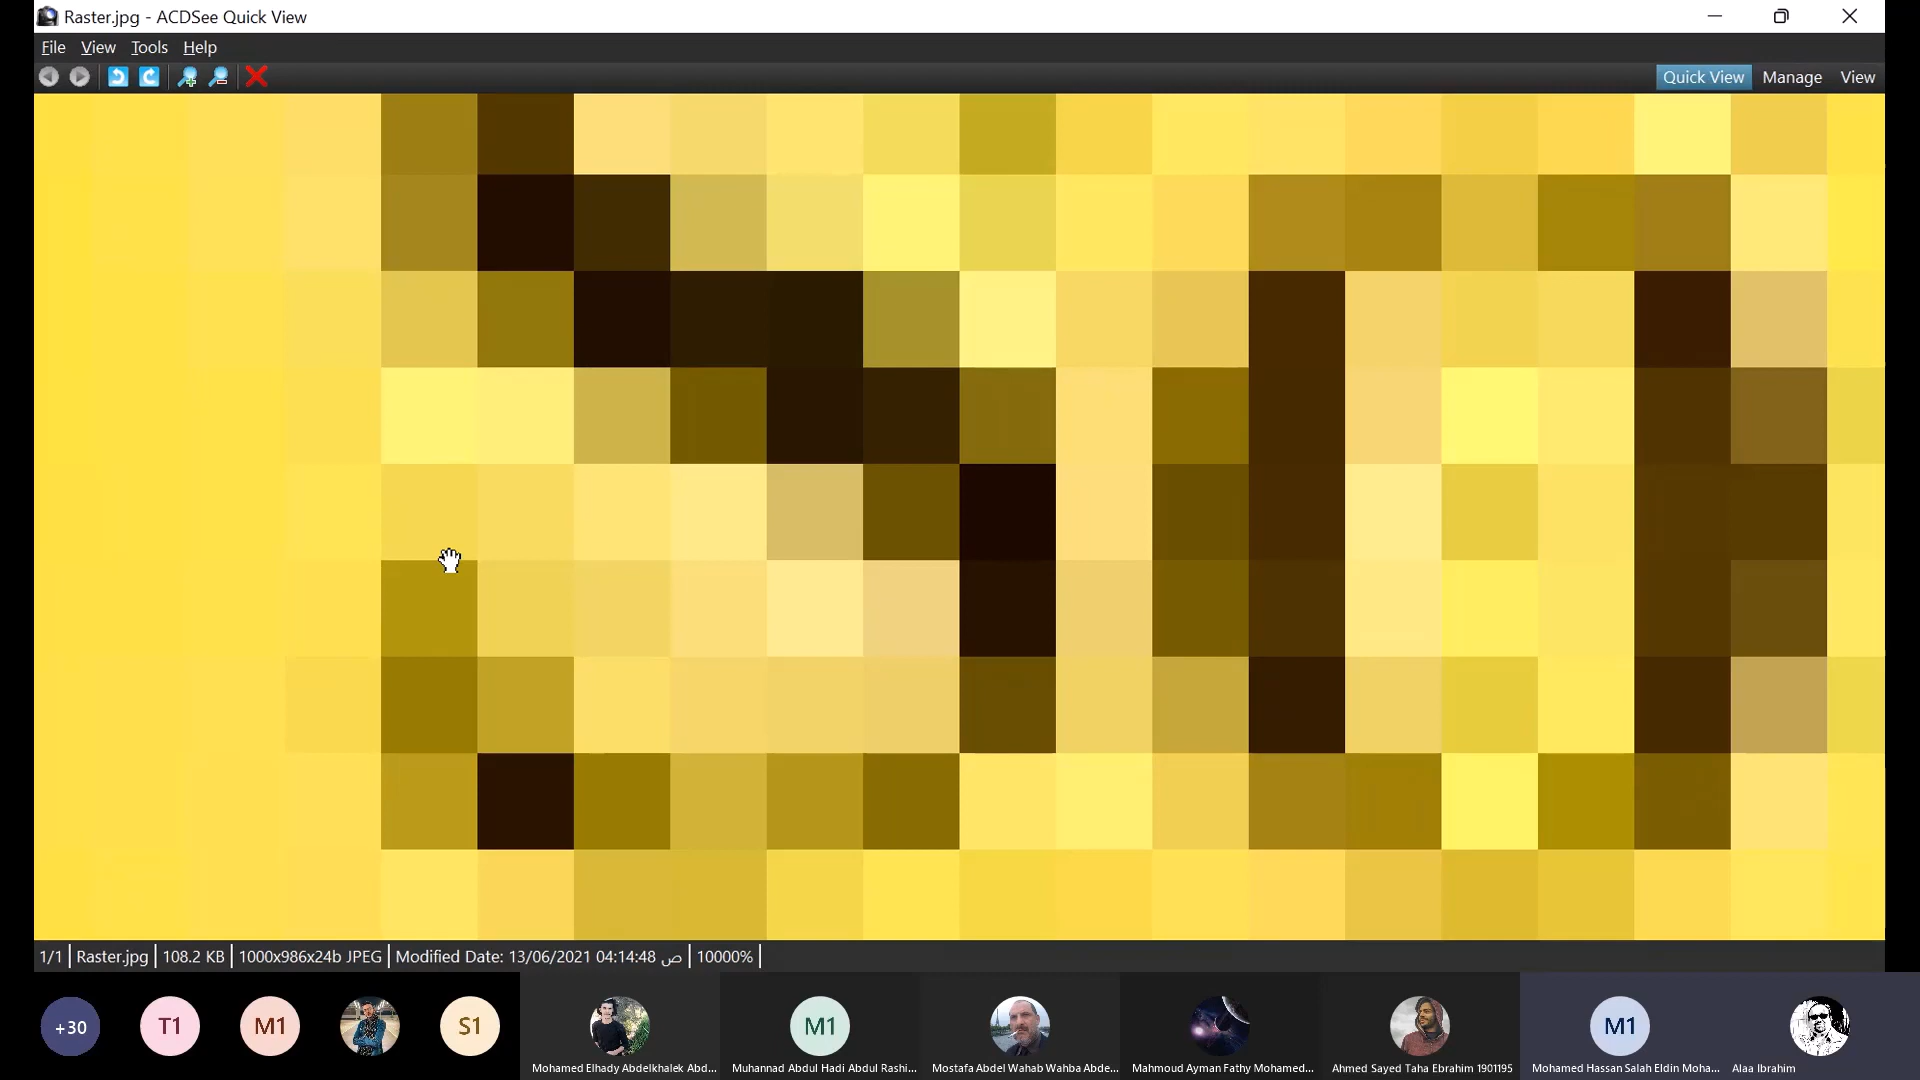 Raster.jpg - ACDSee Quick View
File View Tools Help
Quick View Manage View
1/1 Raster.jpg 108.2 KB 1000x986x24b JPEG Modified Date: 13/06/2021 04:14:48 ص 10000%
+30 T1 M1 S1 M1 M1
Mohamed Elhady Abdelkhalek Abd... Muhannad Abdul Hadi Abdul Rashi... Mostafa Abdel Wahab Wahba Abde... Mahmoud Ayman Fathy Mohamed... Ahmed Sayed Taha Ebrahim 1901195 Mohamed Hassan Salah Eldin Moha... Alaa Ibrahim